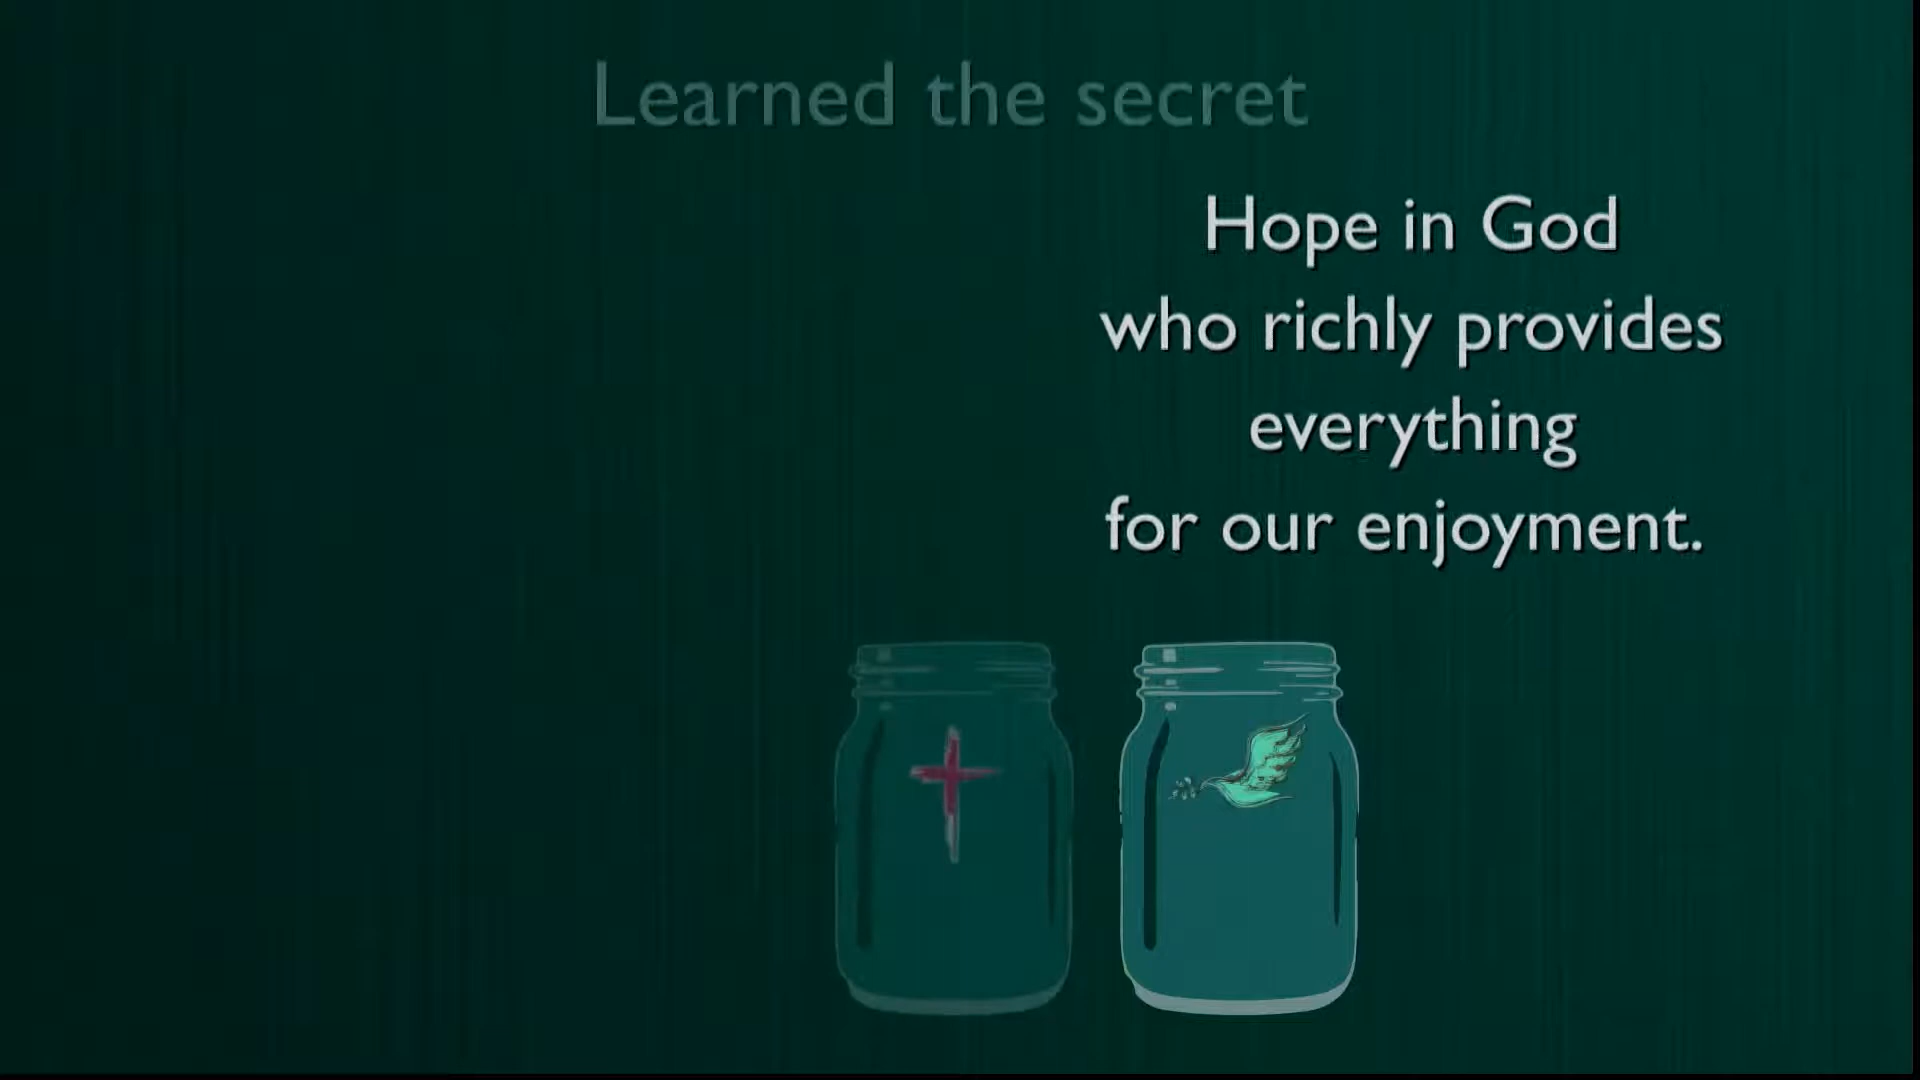 Learned the secret
Hope in God
who richly provides
everything
for our enjoyment.